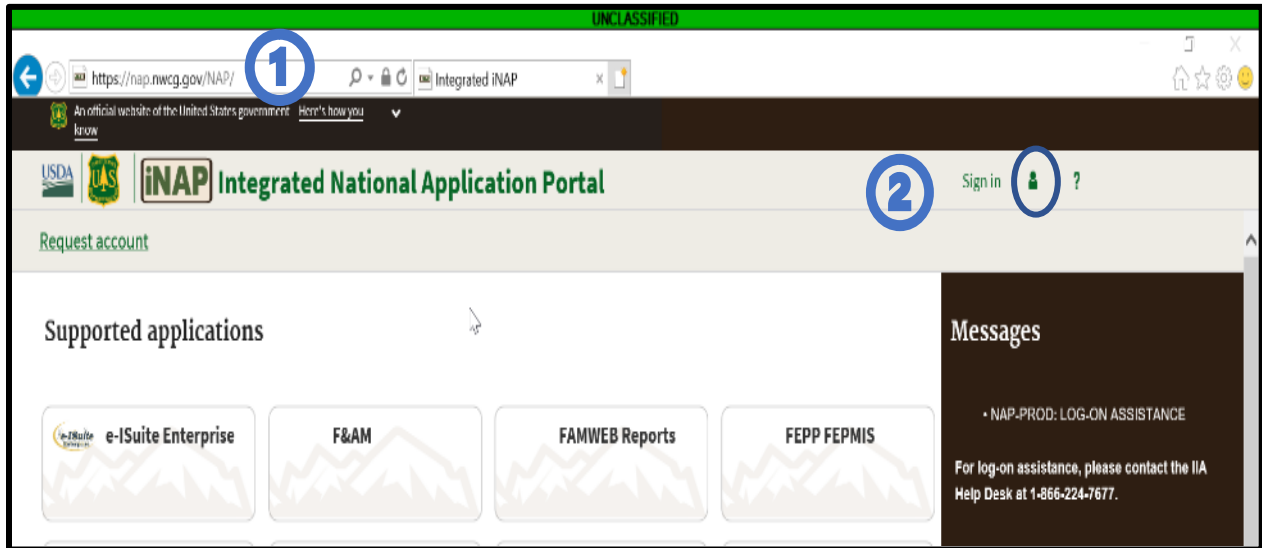 UNCLASSIFIED
1
https://nap.nwcg.gov/NAP/
Integrated iNAP
An official website of the United States government Here's how you
know
USDA
UAS
iNAP Integrated National Application Portal
2
Sign in
?
Request account
Supported applications
Messages
e-ISuite
Enterprise
e-ISuite Enterprise
F&AM
FAMWEB Reports
FEPP FEPMIS
• NAP-PROD: LOG-ON ASSISTANCE
For log-on assistance, please contact the IIA
Help Desk at 1-866-224-7677.